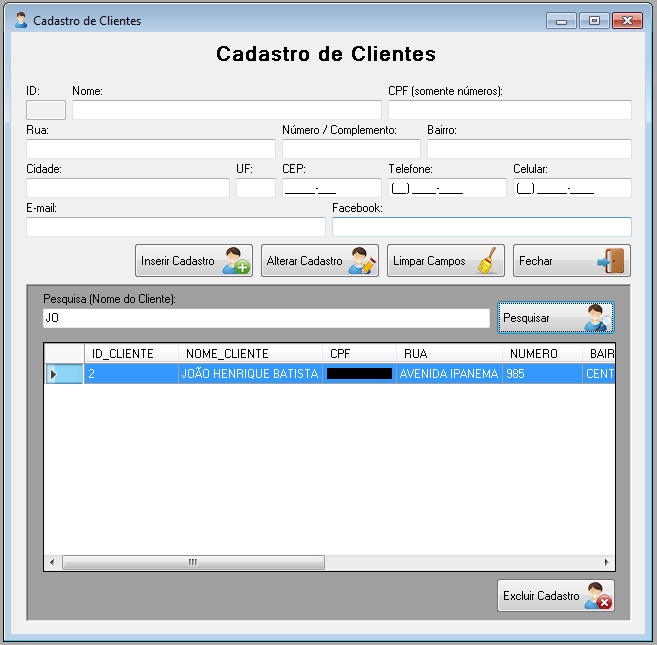 Cadastro de Clientes
Cadastro de Clientes
ID: Nome: CPF (somente números):
Rua: Número / Complemento: Bairro:
Cidade: UF: CEP: Telefone: Celular:
_____-___ (__) ____-____ (__) _____-____
E-mail: Facebook:
Inserir Cadastro Alterar Cadastro Limpar Campos Fechar
Pesquisa (Nome do Cliente):
JO Pesquisar
ID_CLIENTE NOME_CLIENTE CPF RUA NUMERO BAIR
2 JOÃO HENRIQUE BATISTA AVENIDA IPANEMA 985 CENT
Excluir Cadastro